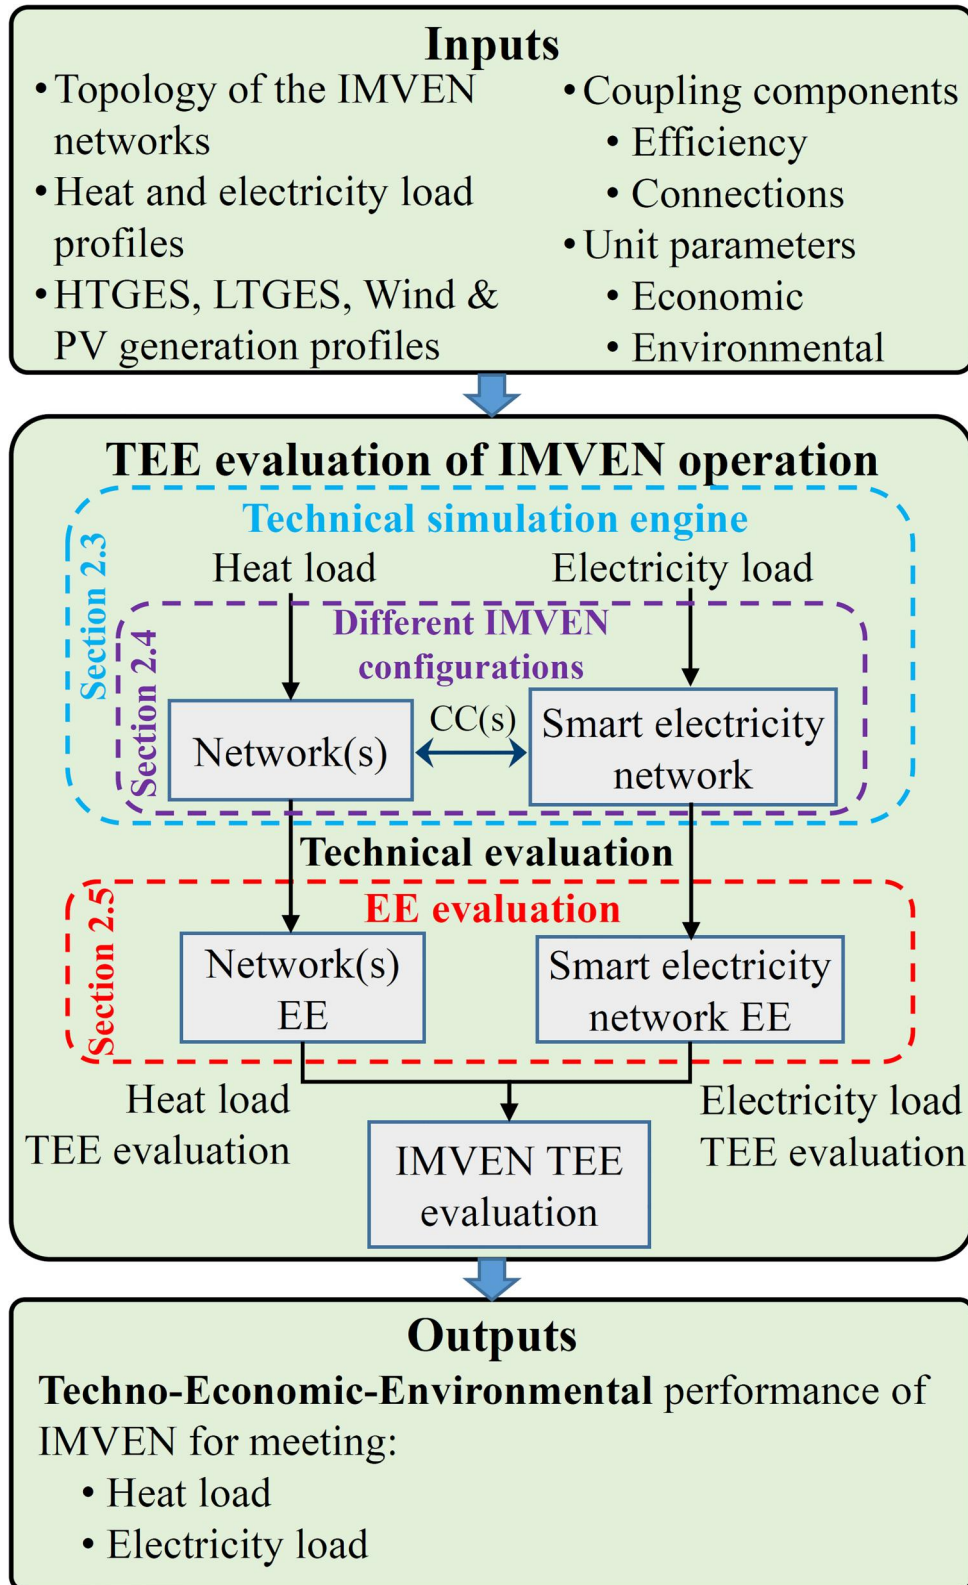 Inputs
• Topology of the IMVEN
networks
• Heat and electricity load
profiles
• HTGES, LTGES, Wind &
PV generation profiles
• Coupling components
• Efficiency
• Connections
• Unit parameters
• Economic
• Environmental
TEE evaluation of IMVEN operation
Technical simulation engine
Section 2.3
Heat load
Electricity load
Different IMVEN
configurations
Section 2.4
Network(s)
CC(s)
Smart electricity
network
Technical evaluation
EE evaluation
Section 2.5
Network(s)
EE
Smart electricity
network EE
Heat load
TEE evaluation
Electricity load
TEE evaluation
IMVEN TEE
evaluation
Outputs
Techno-Economic-Environmental performance of
IMVEN for meeting:
• Heat load
• Electricity load